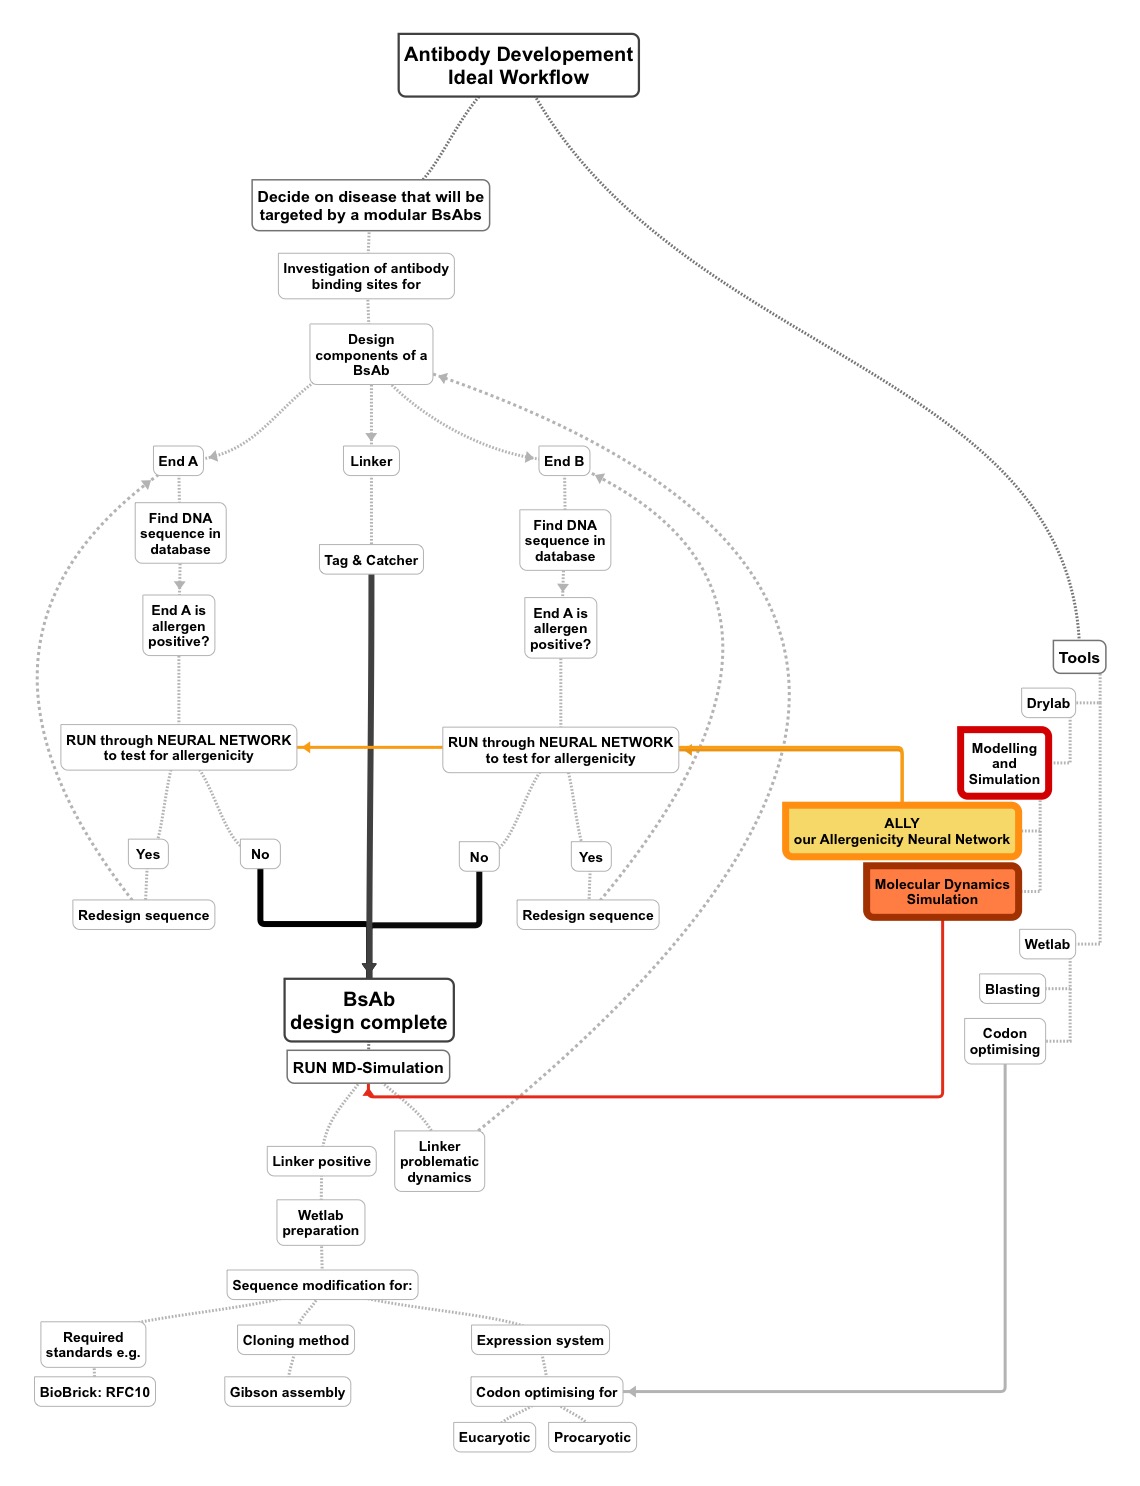 Antibody Developement
Ideal Workflow
Decide on disease that will be
targeted by a modular BsAbs
Investigation of antibody
binding sites for
Design
components of a
BsAb
End A
Linker
End B
Find DNA
sequence in
database
Tag & Catcher
Find DNA
sequence in
database
End A is
allergen
positive?
End A is
allergen
positive?
RUN through NEURAL NETWORK
to test for allergenicity
RUN through NEURAL NETWORK
to test for allergenicity
Yes
No
No
Yes
Redesign sequence
Redesign sequence
BsAb
design complete
RUN MD-Simulation
Linker positive
Linker
problematic
dynamics
Wetlab
preparation
Sequence modification for:
Required
standards e.g.
Cloning method
Expression system
BioBrick: RFC10
Gibson assembly
Codon optimising for
Eucaryotic
Procaryotic
Tools
Drylab
Modelling
and
Simulation
ALLY
our Allergenicity Neural Network
Molecular Dynamics
Simulation
Wetlab
Blasting
Codon
optimising